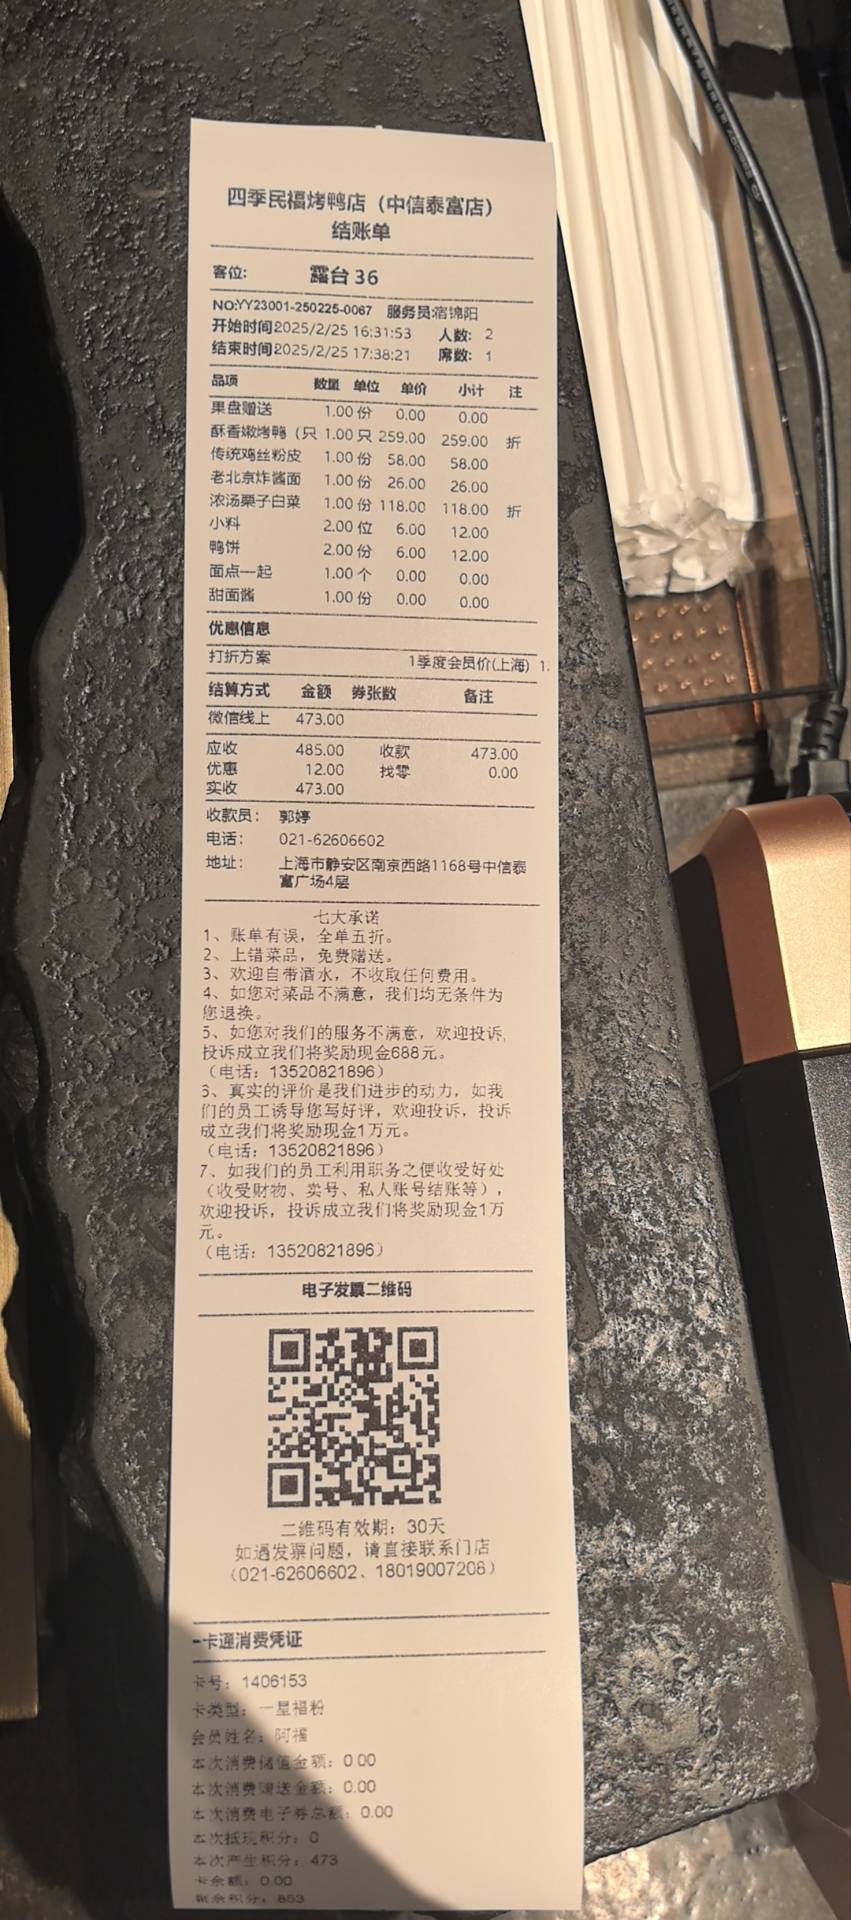 四季民福烤鸭店（中信泰富店）
结账单
客位： 露台 36
NO:YY23001-250225-0067 服务员:宿锦阳
开始时间2025/2/25 16:31:53 人数： 2
结束时间2025/2/25 17:38:21 席数： 1
品项 数量 单位 单价 小计 注
果盘赠送 1.00 份 0.00 0.00
酥香嫩烤鸭（只 1.00 只 259.00 259.00 折
传统鸡丝粉皮 1.00 份 58.00 58.00
老北京炸酱面 1.00 份 26.00 26.00
浓汤栗子白菜 1.00 份 118.00 118.00 折
小料 2.00 位 6.00 12.00
鸭饼 2.00 份 6.00 12.00
面点一起 1.00 个 0.00 0.00
甜面酱 1.00 份 0.00 0.00
优惠信息
打折方案 1季度会员价(上海) 1
结算方式 金额 券张数 备注
微信线上 473.00
应收 485.00 收款 473.00
优惠 12.00 找零 0.00
实收 473.00
收款员： 郭婷
电话： 021-62606602
地址： 上海市静安区南京西路1168号中信泰
富广场4层
七大承诺
1、账单有误，全单五折。
2、上错菜品，免费赠送。
3、欢迎自带酒水，不收取任何费用。
4、如您对菜品不满意，我们均无条件为
您退换。
5、如您对我们的服务不满意，欢迎投诉,
投诉成立我们将奖励现金688元。
（电话：13520821896）
6、真实的评价是我们进步的动力，如我
们的员工诱导您写好评，欢迎投诉，投诉
成立我们将奖励现金1万元。
（电话：13520821896）
7、如我们的员工利用职务之便收受好处
（收受财物、卖号、私人账号结账等），
欢迎投诉，投诉成立我们将奖励现金1万
元。
（电话：13520821896）
电子发票二维码
二维码有效期：30天
如遇发票问题，请直接联系门店
（021-62606602、18019007208）
一卡通消费凭证
卡号：1406153
卡类型：一星福粉
会员姓名：阿福
本次消费储值金额：0.00
本次消费赠送金额：0.00
本次消费电子券总额：0.00
本次抵现积分：0
本次产生积分：473
卡余额：0.00
剩余积分：853